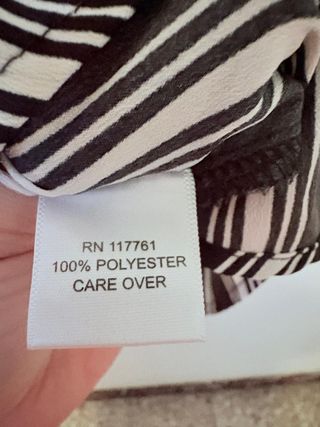 RN 117761
100% POLYESTER
CARE OVER